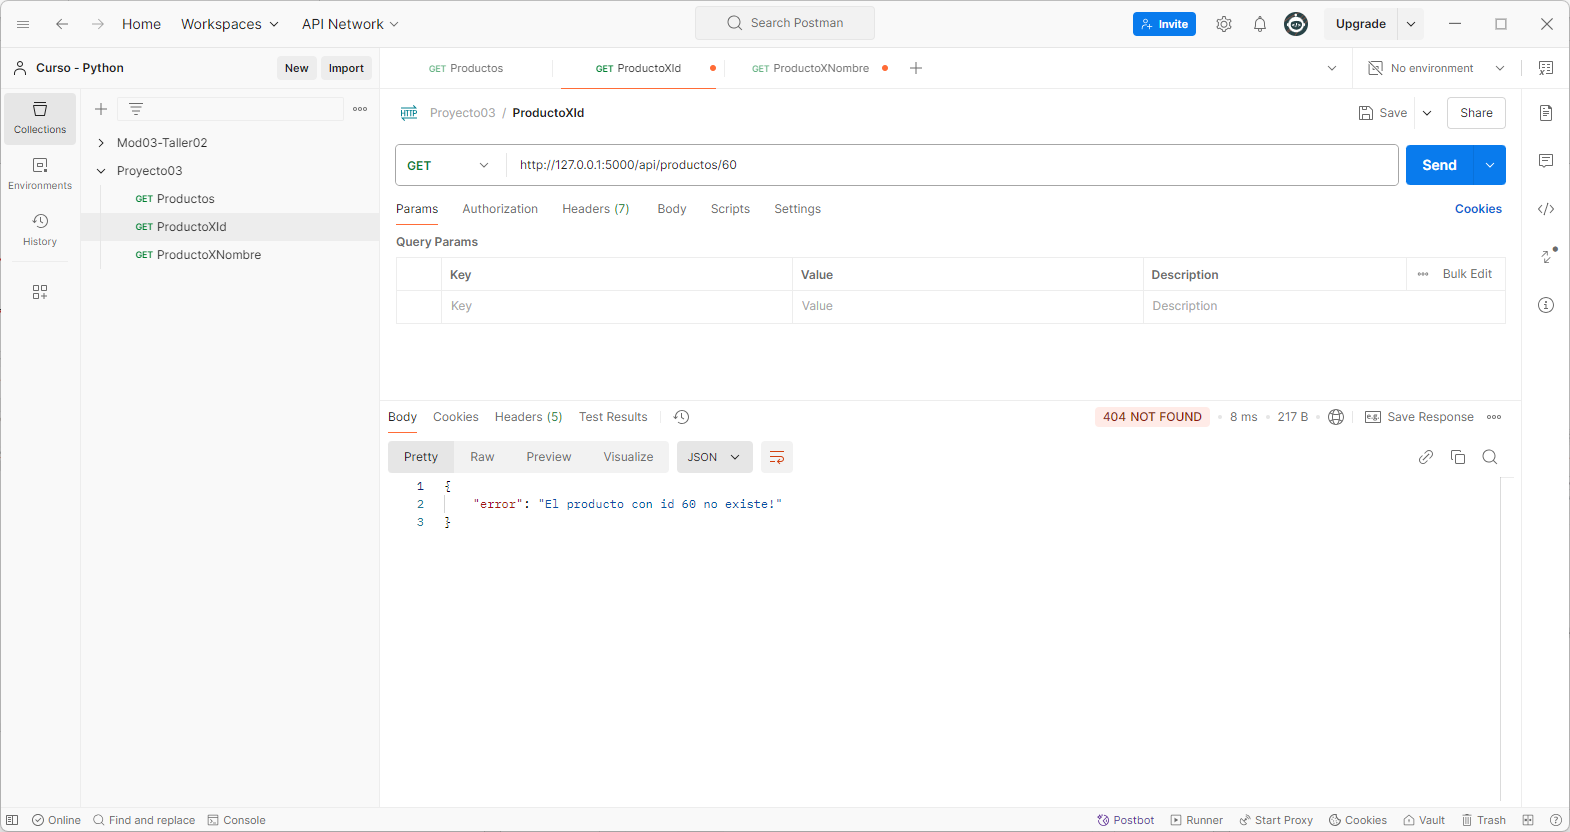 Home Workspaces API Network Search Postman Invite Upgrade
Curso - Python New Import GET Productos GET ProductoXId GET ProductoXNombre No environment
Collections
Environments
History
Mod03-Taller02
Proyecto03
GET Productos
GET ProductoXId
GET ProductoXNombre
HTTP Proyecto03 / ProductoXId Save Share
GET http://127.0.0.1:5000/api/productos/60 Send
Params Authorization Headers (7) Body Scripts Settings Cookies
Query Params
Key Value Description Bulk Edit
Key Value Description
Body Cookies Headers (5) Test Results 404 NOT FOUND 8 ms 217 B e.g. Save Response
Pretty Raw Preview Visualize JSON
1 {
2 "error": "El producto con id 60 no existe!"
3 }
Online Find and replace Console Postbot Runner Start Proxy Cookies Vault Trash